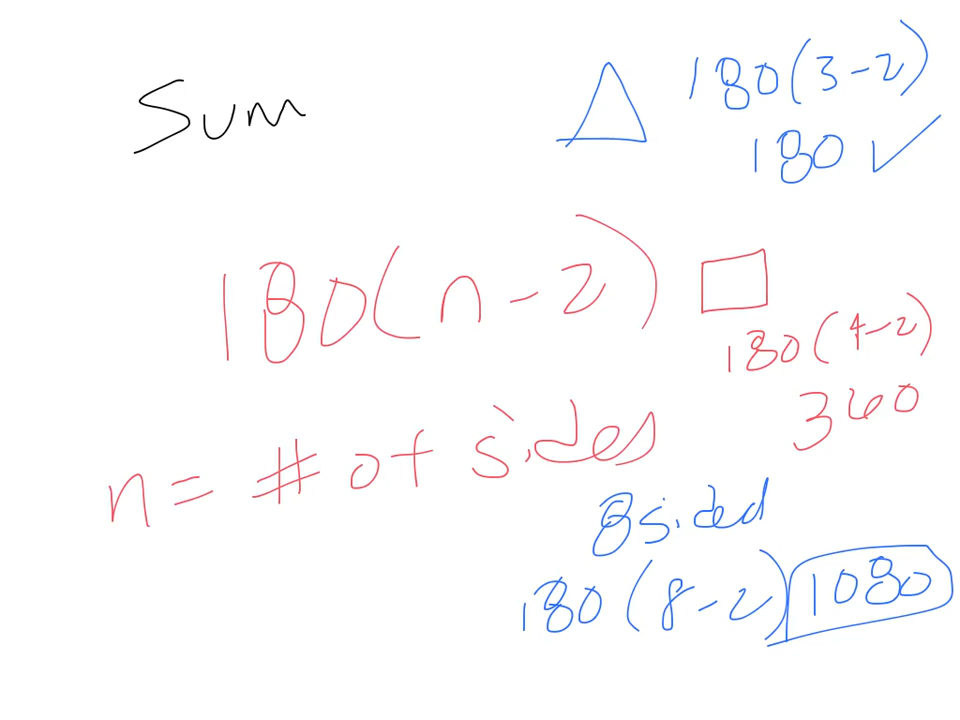 Sum
180(3-2)
180 ✓
180(n-2)
180(4-2)
360
n= # of sides
8 sided
180(8-2) 1080